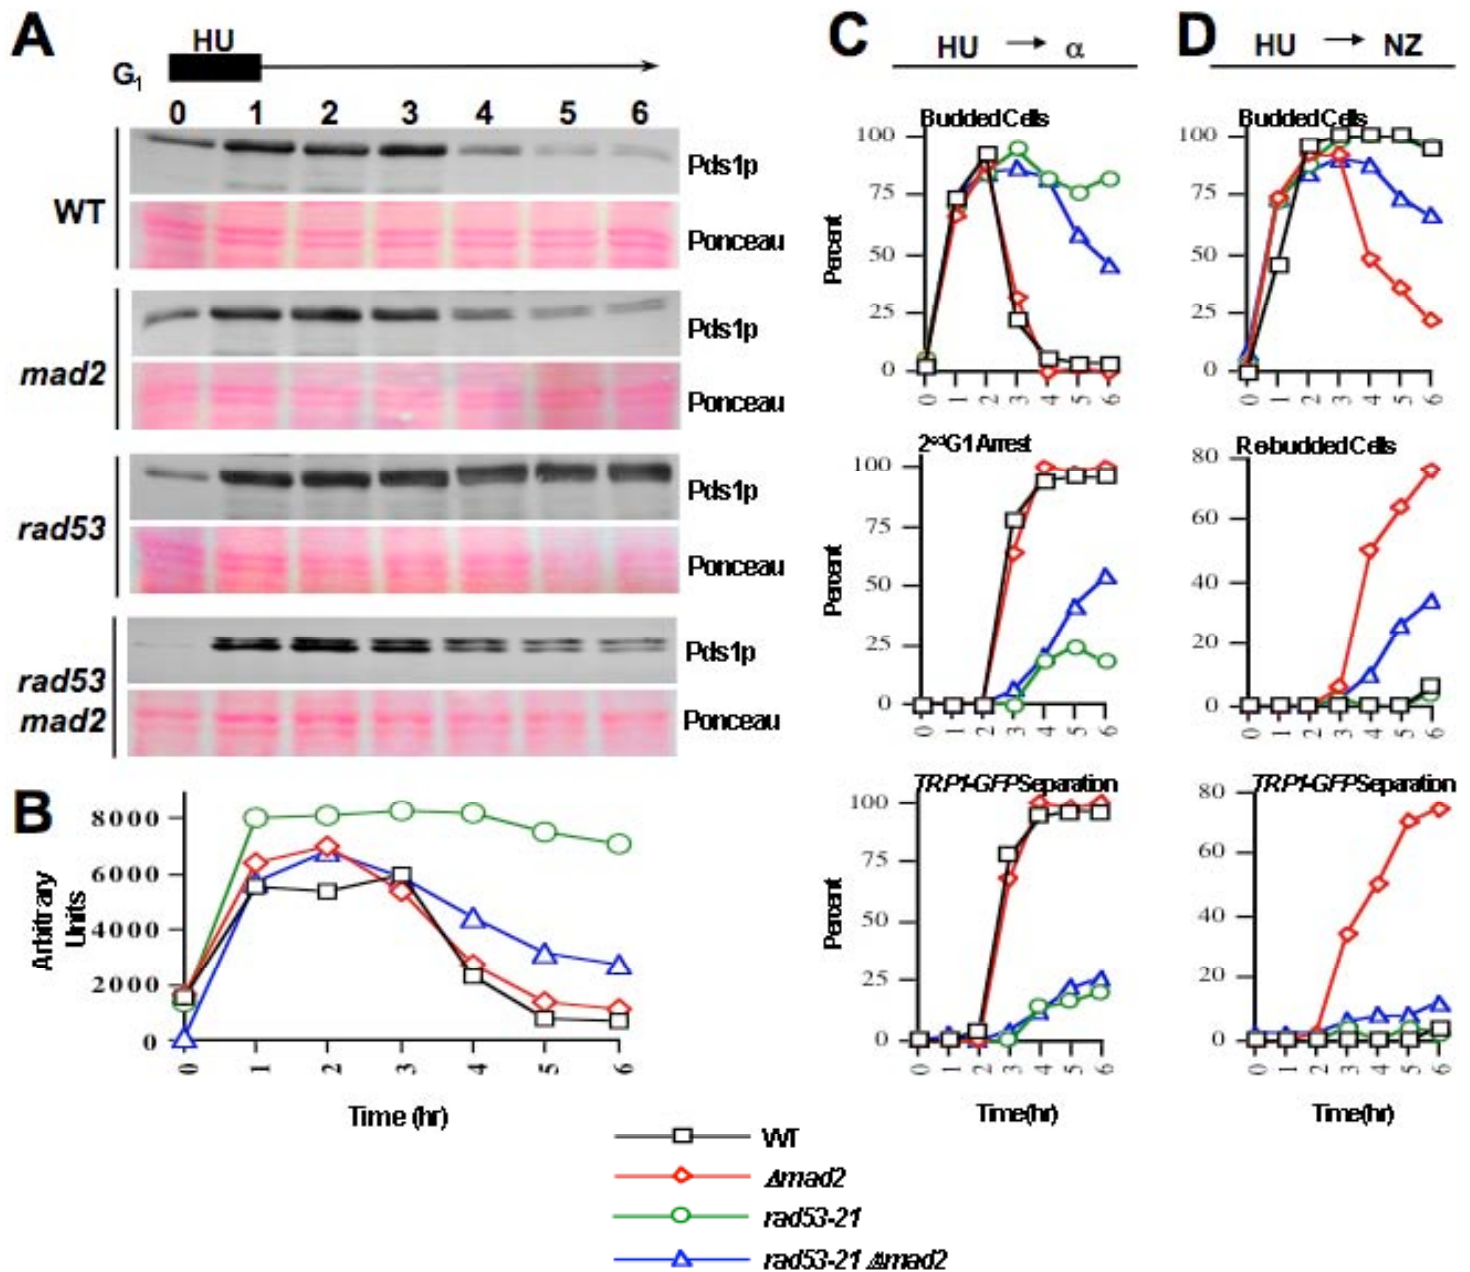 A
HU
G1
0 1 2 3 4 5 6
WT
Pds1p
Ponceau
mad2
Pds1p
Ponceau
rad53
Pds1p
Ponceau
rad53
mad2
Pds1p
Ponceau
B
Arbitrary
Units
8000
6000
4000
2000
0
0 1 2 3 4 5 6
Time (hr)
C
HU → α
Budded Cells
Percent
100
75
50
25
0
0 1 2 3 4 5 6
2nd G1 Arrest
Percent
100
75
50
25
0
0 1 2 3 4 5 6
TRP1-GFP Separation
Percent
100
75
50
25
0
0 1 2 3 4 5 6
Time(hr)
D
HU → NZ
Budded Cells
100
75
50
25
0
0 1 2 3 4 5 6
Re-budded Cells
80
60
40
20
0
0 1 2 3 4 5 6
TRP1-GFP Separation
80
60
40
20
0
0 1 2 3 4 5 6
Time(hr)
WT
Δmad2
rad53-21
rad53-21 Δmad2